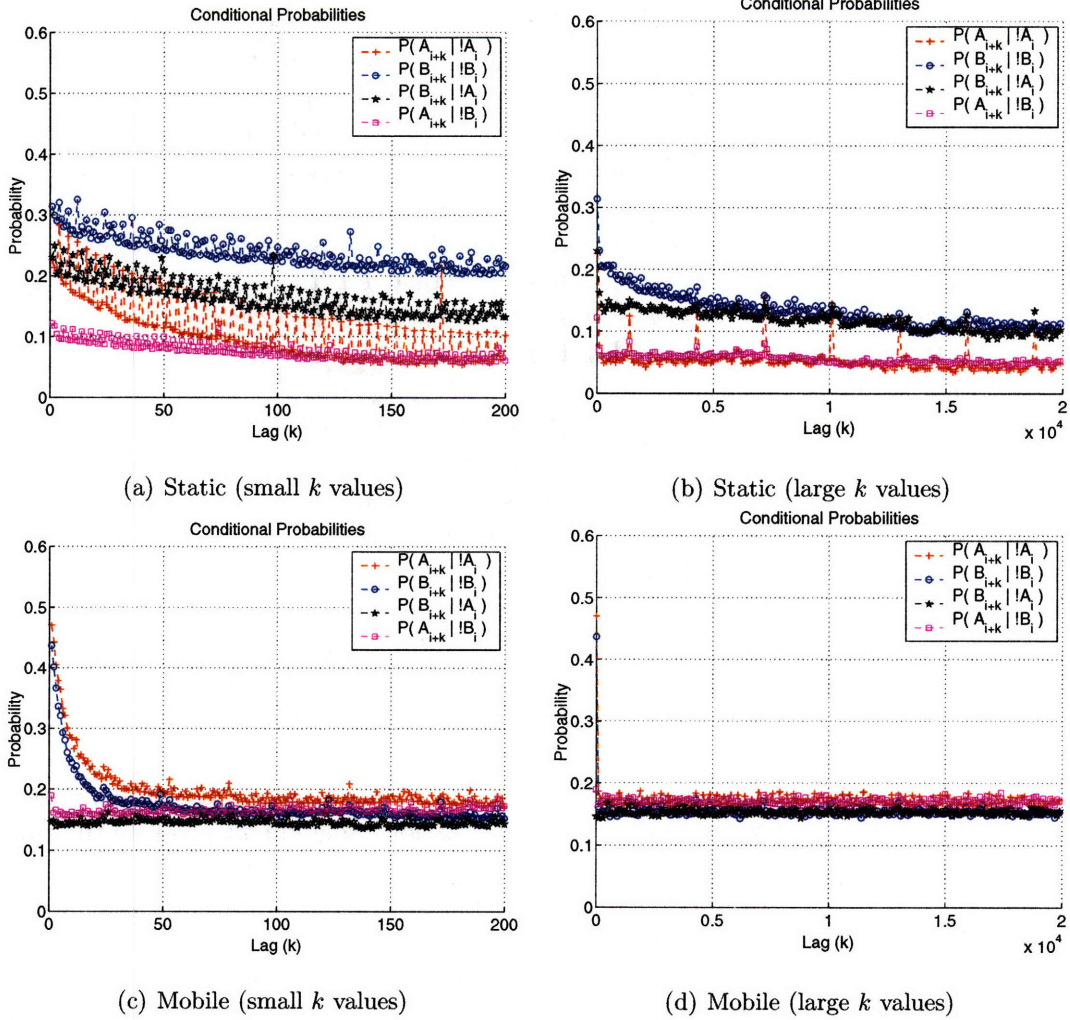 Conditional Probabilities
P( A_{i+k} | !A_i )
P( B_{i+k} | !B_i )
P( B_{i+k} | !A_i )
P( A_{i+k} | !B_i )
0.6
0.5
0.4
0.3
0.2
0.1
0
Probability
0 50 100 150 200
Lag (k)
(a) Static (small k values)
Conditional Probabilities
P( A_{i+k} | !A_i )
P( B_{i+k} | !B_i )
P( B_{i+k} | !A_i )
P( A_{i+k} | !B_i )
0.6
0.5
0.4
0.3
0.2
0.1
0
Probability
0 0.5 1 1.5 2
Lag (k)
x 10^4
(b) Static (large k values)
Conditional Probabilities
P( A_{i+k} | !A_i )
P( B_{i+k} | !B_i )
P( B_{i+k} | !A_i )
P( A_{i+k} | !B_i )
0.6
0.5
0.4
0.3
0.2
0.1
0
Probability
0 50 100 150 200
Lag (k)
(c) Mobile (small k values)
Conditional Probabilities
P( A_{i+k} | !A_i )
P( B_{i+k} | !B_i )
P( B_{i+k} | !A_i )
P( A_{i+k} | !B_i )
0.6
0.5
0.4
0.3
0.2
0.1
0
Probability
0 0.5 1 1.5 2
Lag (k)
x 10^4
(d) Mobile (large k values)